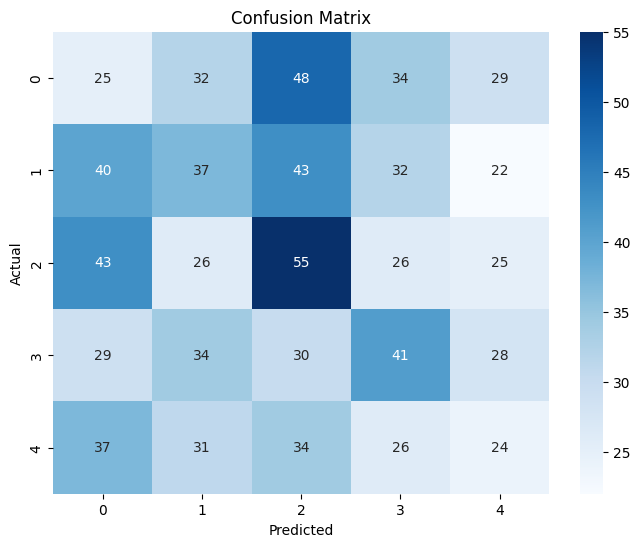 Confusion Matrix
0 25 32 48 34 29
1 40 37 43 32 22
2 43 26 55 26 25
3 29 34 30 41 28
4 37 31 34 26 24
0 1 2 3 4
Predicted
Actual
55
50
45
40
35
30
25